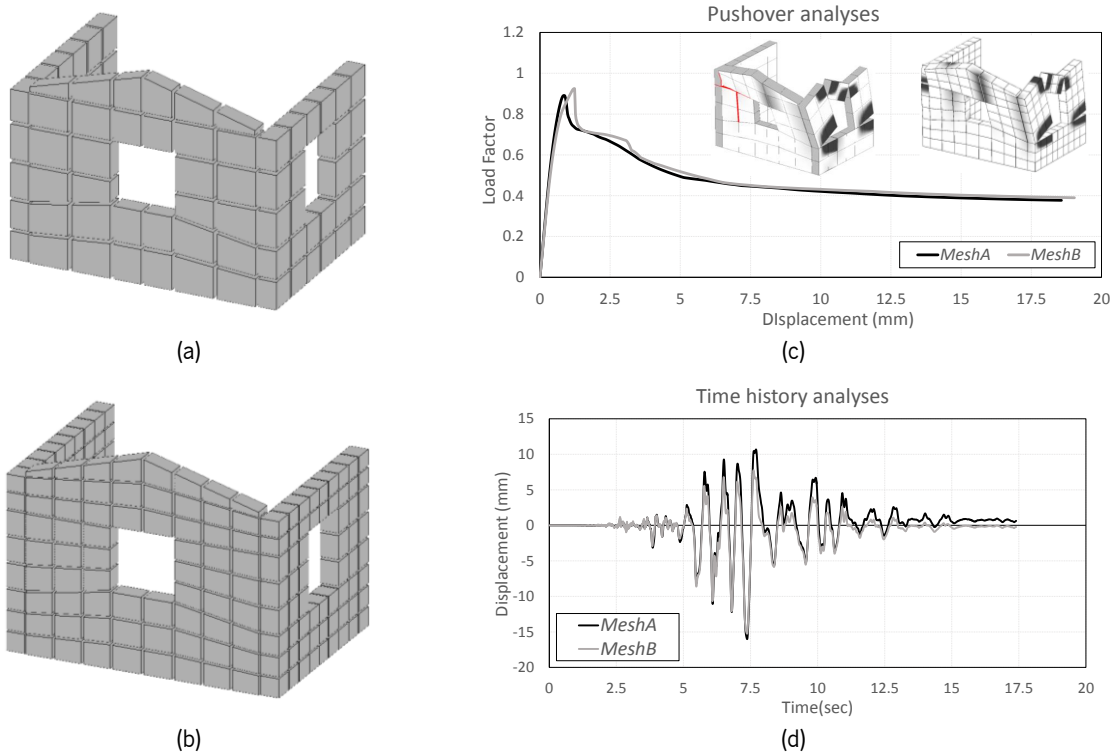 (a)
Pushover analyses
1.2
1
0.8
0.6
0.4
0.2
0
Load Factor
MeshA MeshB
0 2.5 5 7.5 10 12.5 15 17.5 20
DIsplacement (mm)
(c)
(b)
Time history analyses
15
10
5
0
-5
-10
-15
-20
Displacement (mm)
MeshA
MeshB
0 2.5 5 7.5 10 12.5 15 17.5 20
Time(sec)
(d)